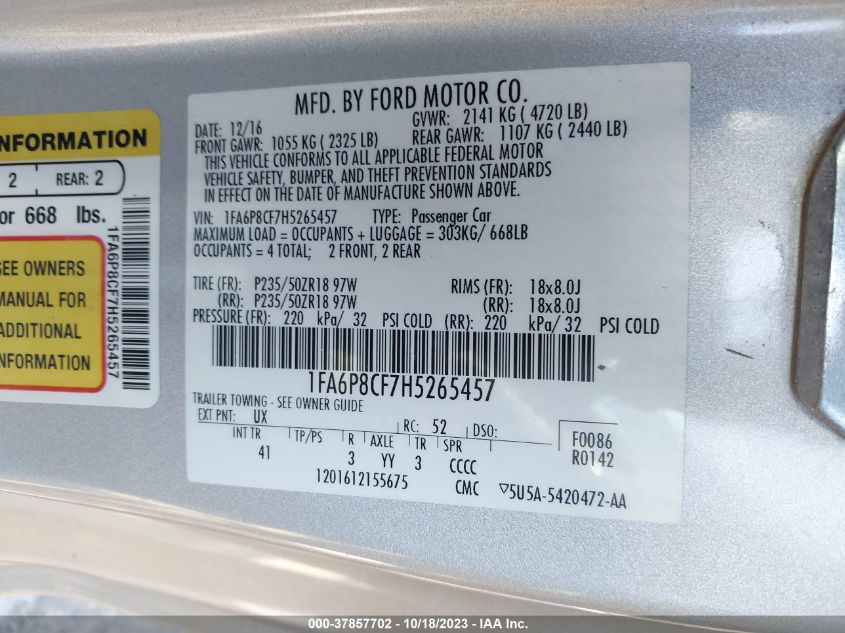 NFORMATION
2 REAR: 2
or 668 lbs.
SEE OWNERS
MANUAL FOR
ADDITIONAL
INFORMATION
1FA6P8CF7H5265457
MFD. BY FORD MOTOR CO.
DATE: 12/16 GVWR: 2141 KG ( 4720 LB)
FRONT GAWR: 1055 KG ( 2325 LB) REAR GAWR: 1107 KG ( 2440 LB)
THIS VEHICLE CONFORMS TO ALL APPLICABLE FEDERAL MOTOR
VEHICLE SAFETY, BUMPER, AND THEFT PREVENTION STANDARDS
IN EFFECT ON THE DATE OF MANUFACTURE SHOWN ABOVE.
VIN: 1FA6P8CF7H5265457 TYPE: Passenger Car
MAXIMUM LOAD = OCCUPANTS + LUGGAGE = 303KG/ 668LB
OCCUPANTS = 4 TOTAL; 2 FRONT, 2 REAR
TIRE (FR): P235/50ZR18 97W RIMS (FR): 18x8.0J
(RR): P235/50ZR18 97W (RR): 18x8.0J
PRESSURE (FR): 220 kPa/ 32 PSI COLD (RR): 220 kPa/ 32 PSI COLD
1FA6P8CF7H5265457
TRAILER TOWING - SEE OWNER GUIDE
EXT PNT: UX RC: 52 DSO:
INT TR TP/PS R AXLE TR SPR
41 3 YY 3 CCCC
F0086
R0142
1201612155675 CMC 5U5A-5420472-AA
000-37857702 - 10/18/2023 - IAA Inc.